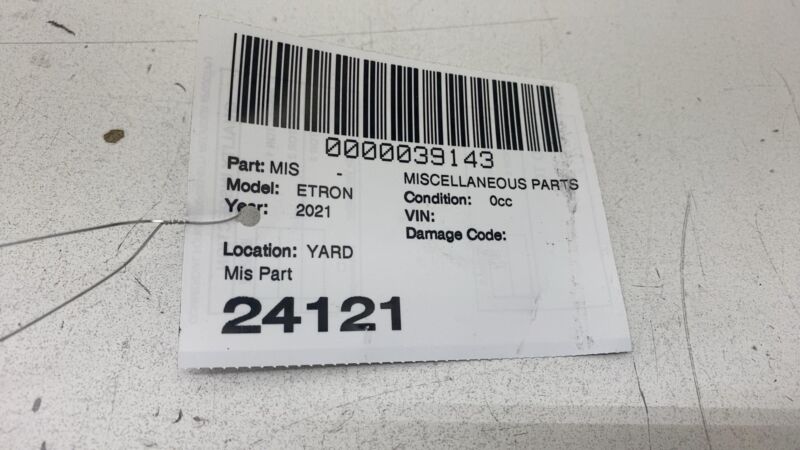 0000039143
Part: MIS -
MISCELLANEOUS PARTS
Model: ETRON
Condition: 0cc
Year: 2021
VIN:
Damage Code:
Location: YARD
Mis Part
24121